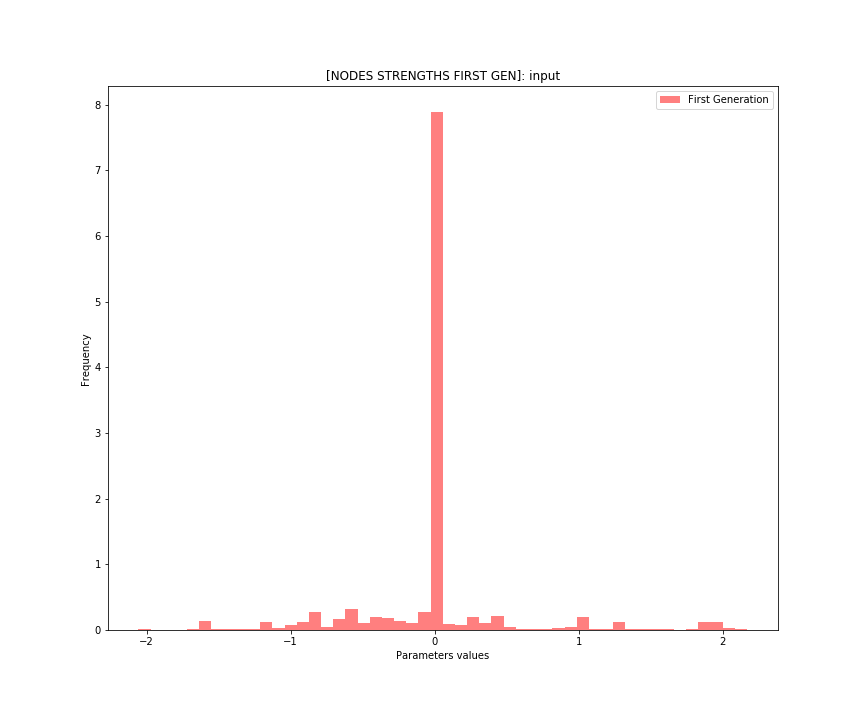 [NODES STRENGTHS FIRST GEN]: input
First Generation
8
7
6
5
4
3
2
1
0
Frequency
−2 −1 0 1 2
Parameters values